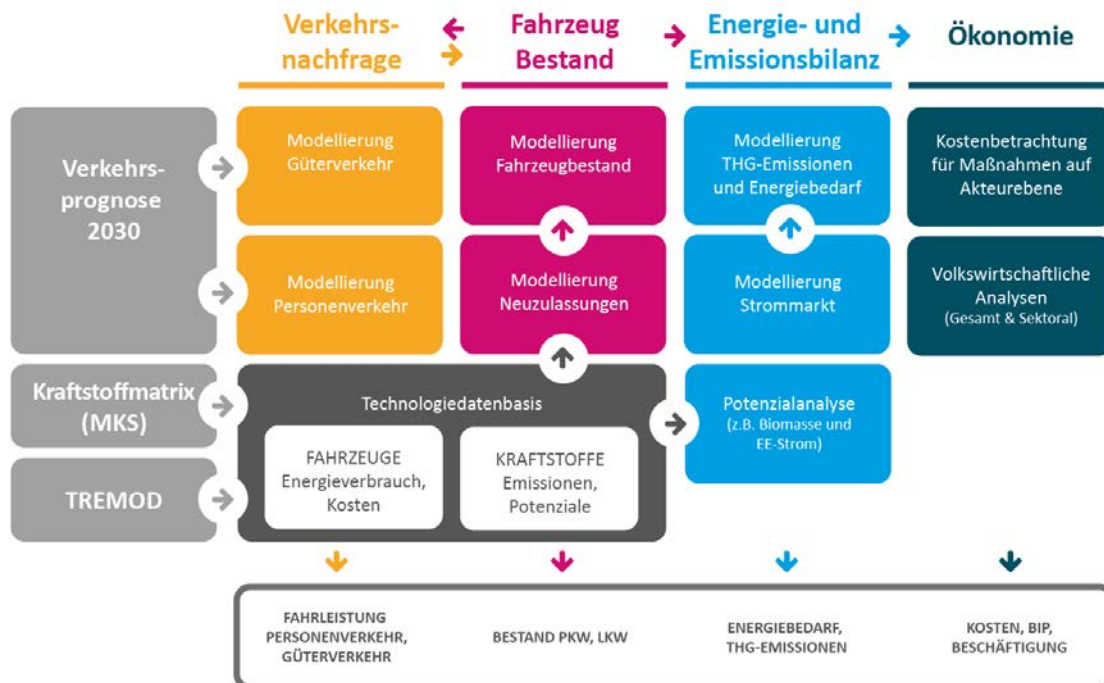 Verkehrs-
nachfrage
Fahrzeug
Bestand
Energie- und
Emissionsbilanz
Ökonomie
Verkehrs-
prognose
2030
Modellierung
Güterverkehr
Modellierung
Fahrzeugbestand
Modellierung
THG-Emissionen
und Energiebedarf
Kostenbetrachtung
für Maßnahmen auf
Akteurebene
Modellierung
Personenverkehr
Modellierung
Neuzulassungen
Modellierung
Strommarkt
Volkswirtschaftliche
Analysen
(Gesamt & Sektoral)
Kraftstoffmatrix
(MKS)
TREMOD
Technologiedatenbasis
FAHRZEUGE
Energieverbrauch,
Kosten
KRAFTSTOFFE
Emissionen,
Potenziale
Potenzialanalyse
(z.B. Biomasse und
EE-Strom)
FAHRLEISTUNG
PERSONENVERKEHR,
GÜTERVERKEHR
BESTAND PKW, LKW
ENERGIEBEDARF,
THG-EMISSIONEN
KOSTEN, BIP,
BESCHÄFTIGUNG